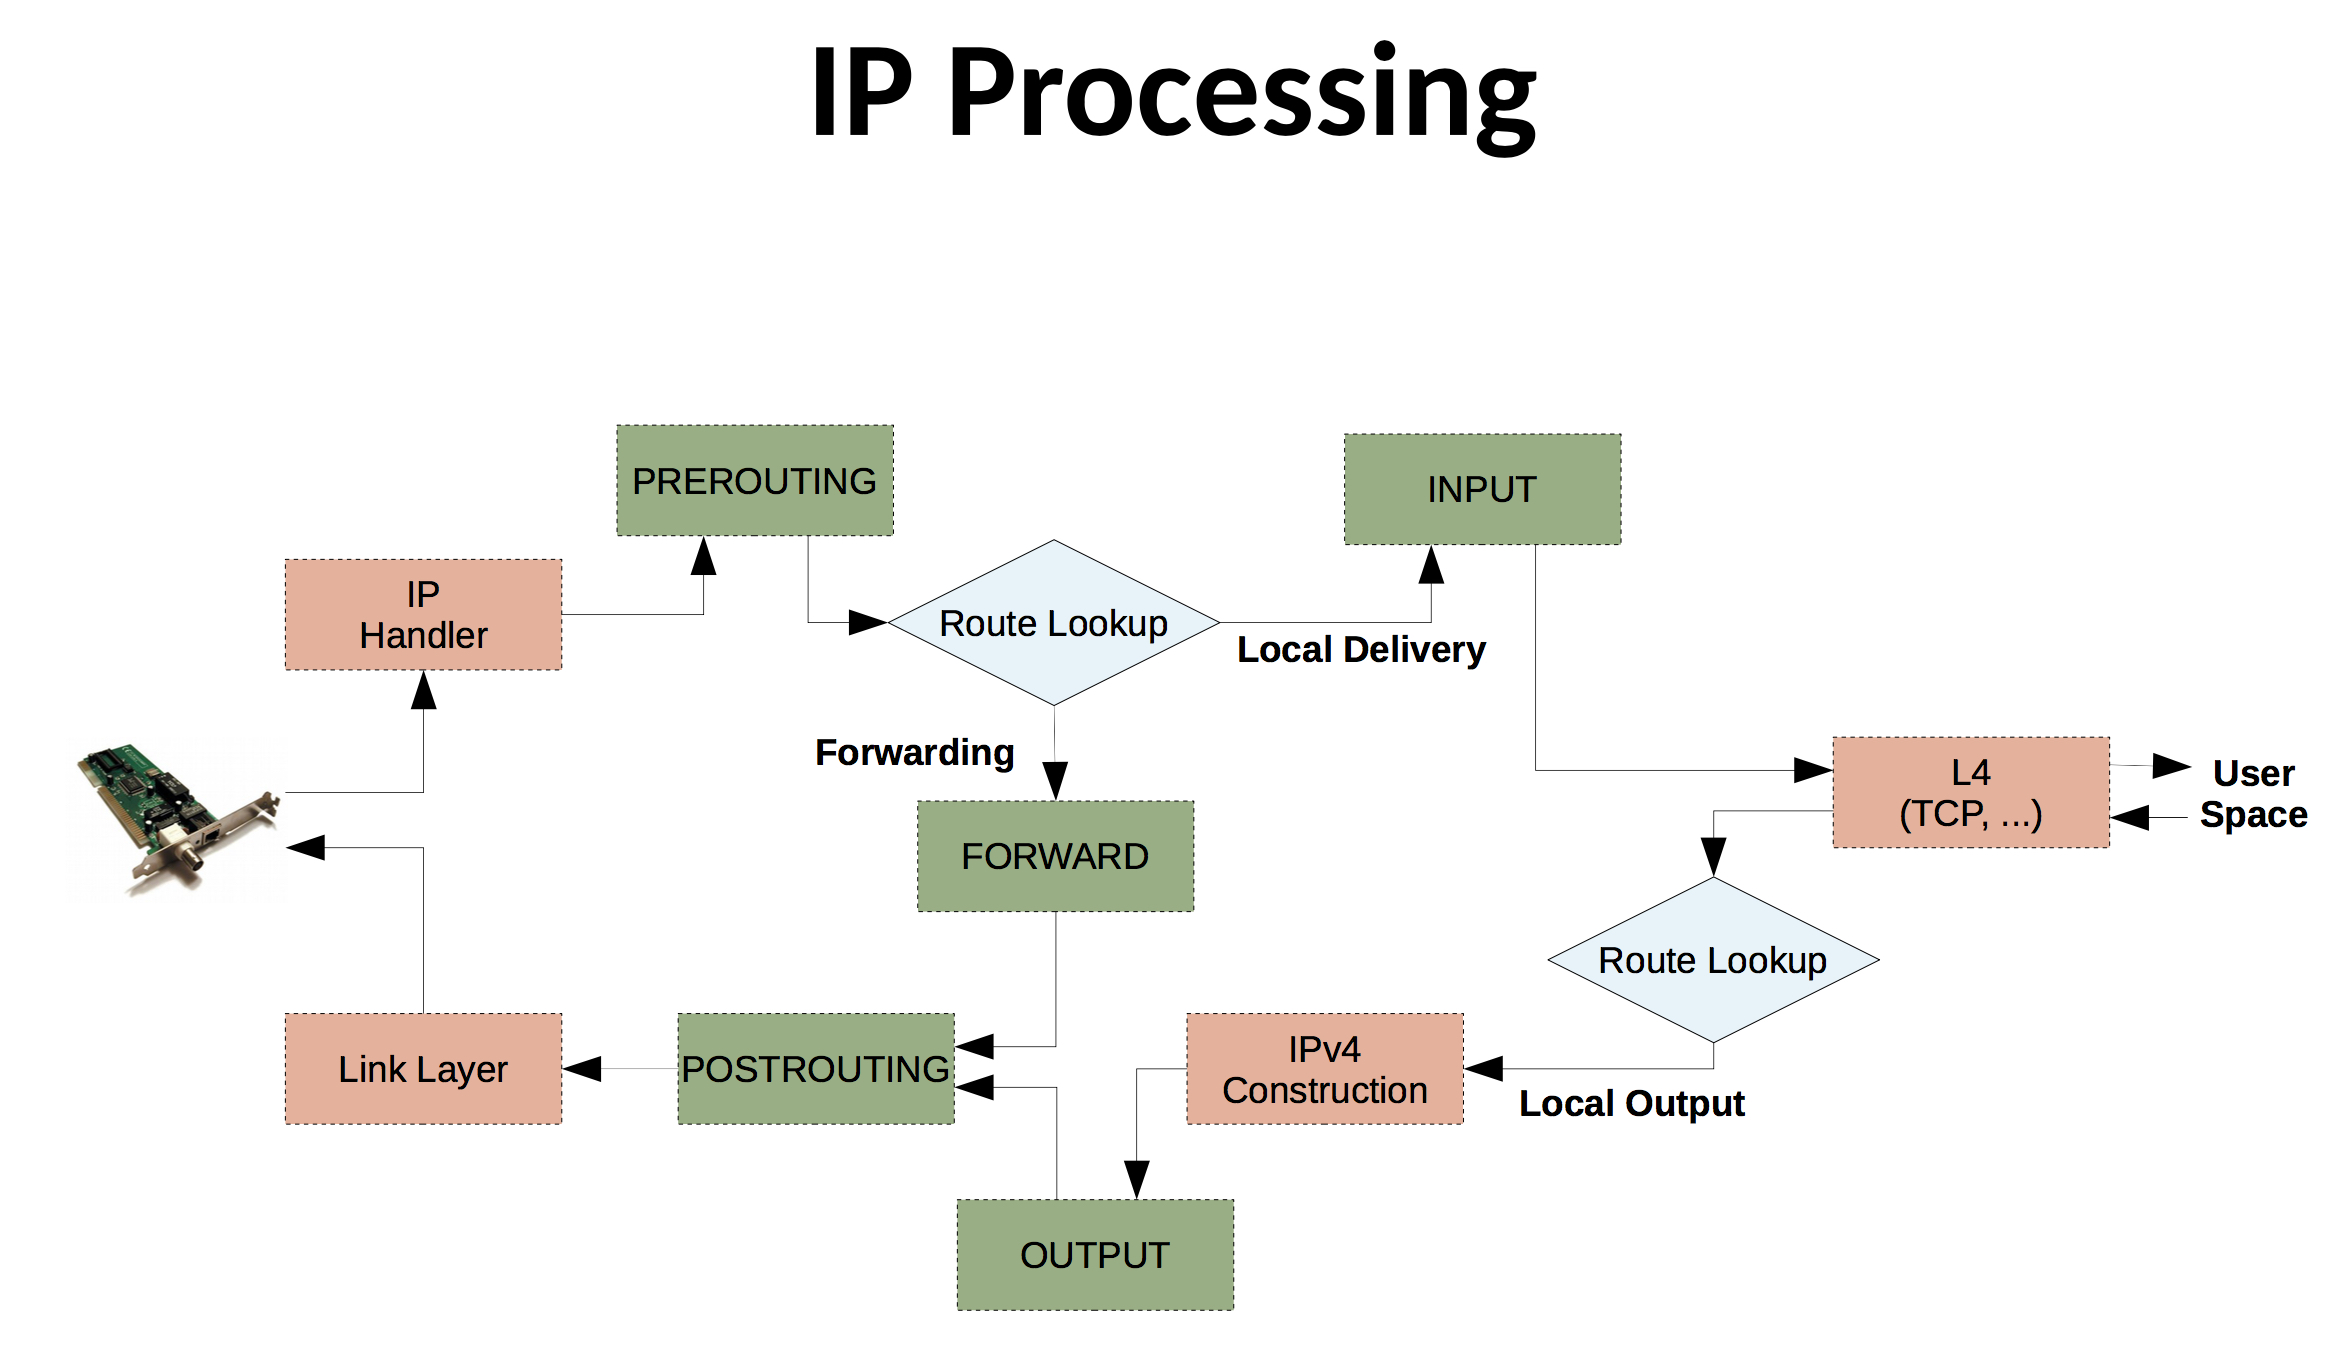 IP Processing
PREROUTING
INPUT
IP
Handler
Route Lookup
Local Delivery
Forwarding
L4
(TCP, ...)
User
Space
FORWARD
Route Lookup
Link Layer
POSTROUTING
IPv4
Construction
Local Output
OUTPUT